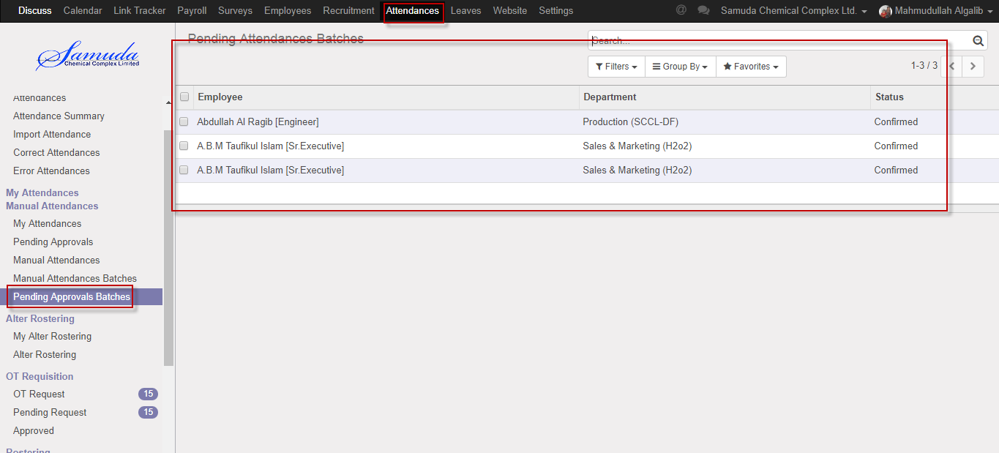 Discuss Calendar Link Tracker Payroll Surveys Employees Recruitment Attendances Leaves Website Settings @ Samuda Chemical Complex Ltd. Mahmudullah Algalib
Samuda
Chemical Complex Limited
Attendances
Attendance Summary
Import Attendance
Correct Attendances
Error Attendances
My Attendances
Manual Attendances
My Attendances
Pending Approvals
Manual Attendances
Manual Attendances Batches
Pending Approvals Batches
Alter Rostering
My Alter Rostering
Alter Rostering
OT Requisition
OT Request 15
Pending Request 15
Approved
Rostering
Pending Attendances Batches
Search...
Filters Group By Favorites 1-3 / 3
Employee Department Status
Abdullah Al Ragib [Engineer] Production (SCCL-DF) Confirmed
A.B.M Taufikul Islam [Sr.Executive] Sales & Marketing (H2o2) Confirmed
A.B.M Taufikul Islam [Sr.Executive] Sales & Marketing (H2o2) Confirmed